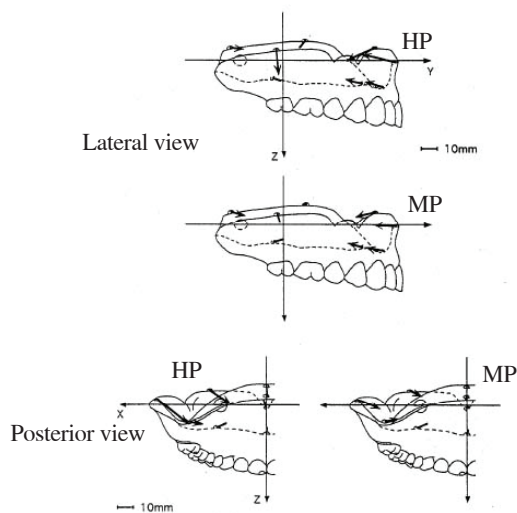 HP
Y
Lateral view
Z
10mm
MP
HP
MP
X
Posterior view
Z
10mm